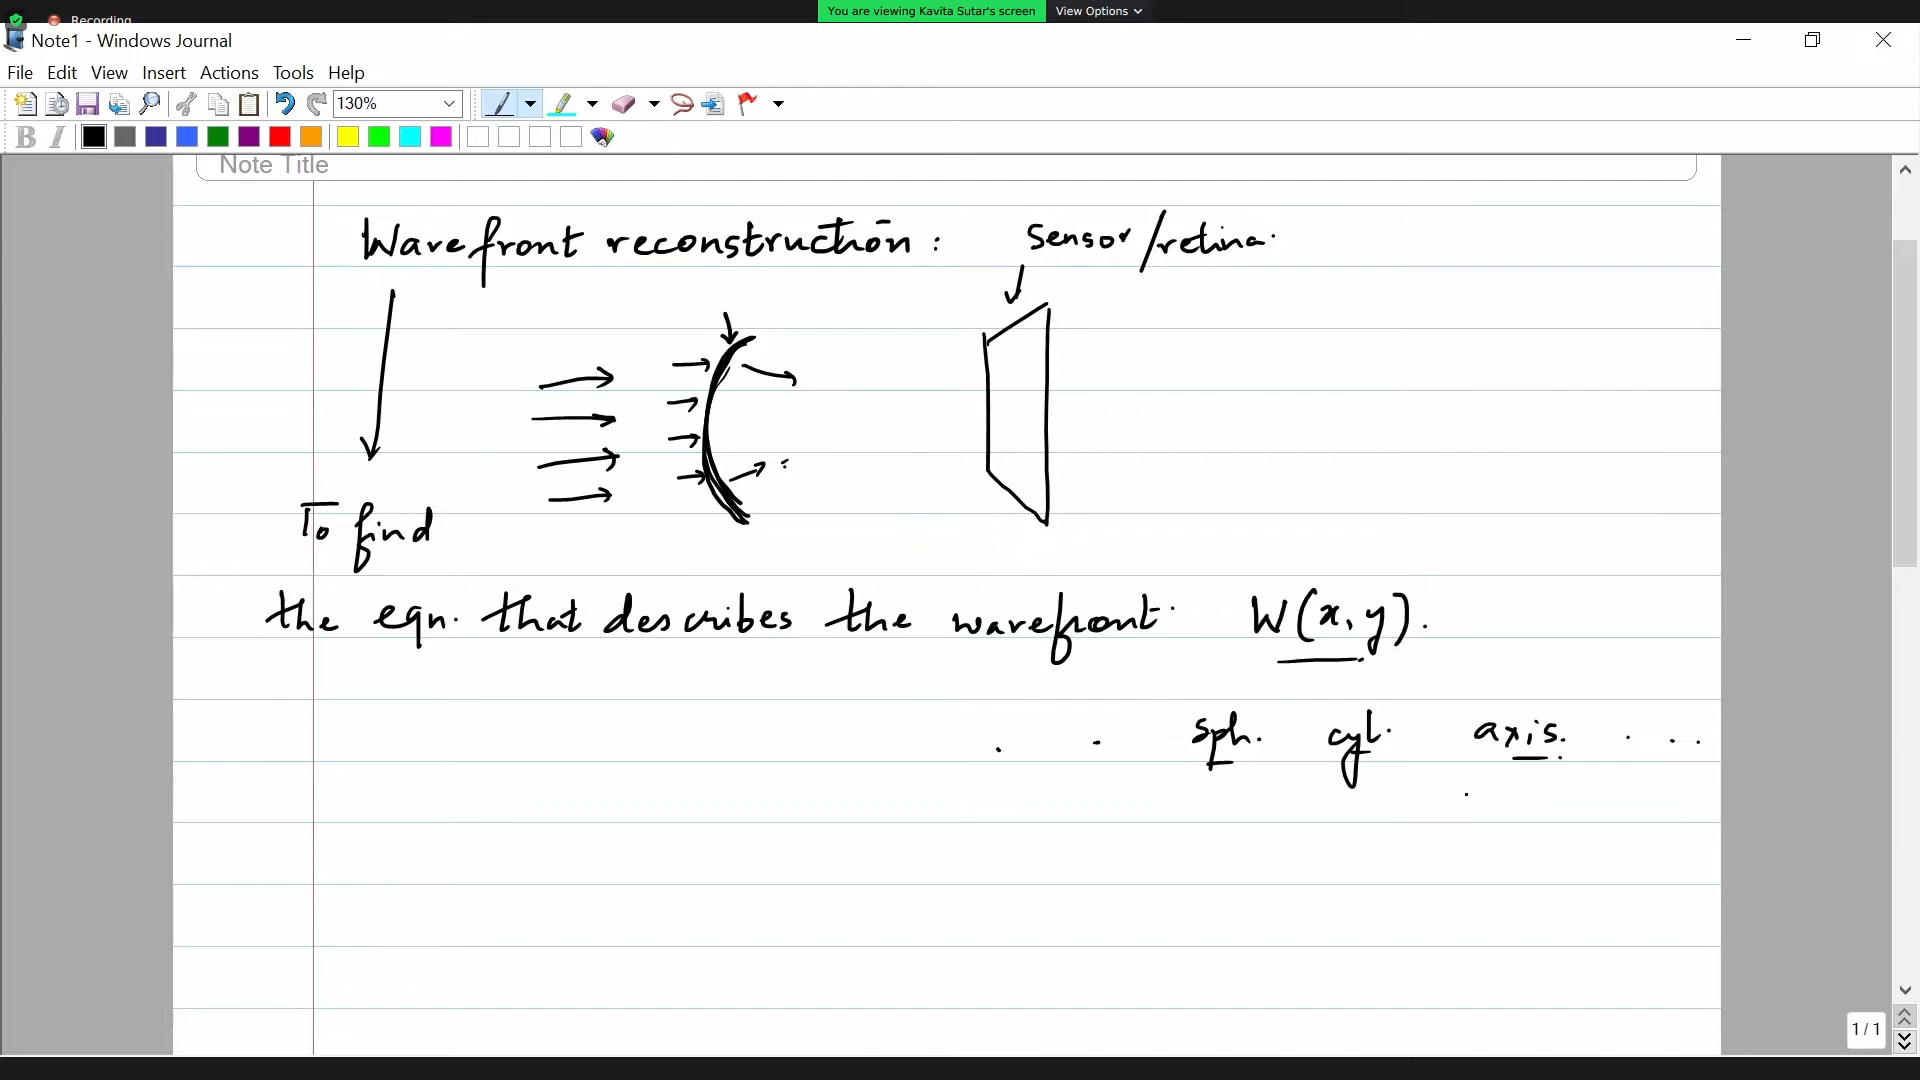 Recording
You are viewing Kavita Sutar's screen View Options
Note1 - Windows Journal
File Edit View Insert Actions Tools Help
130%
B I
Note Title
Wavefront reconstruction :
Sensor/retina.
To find
the eqn. that describes the wavefront. W(x,y).
sph. cyl. axis. . . .
1 / 1